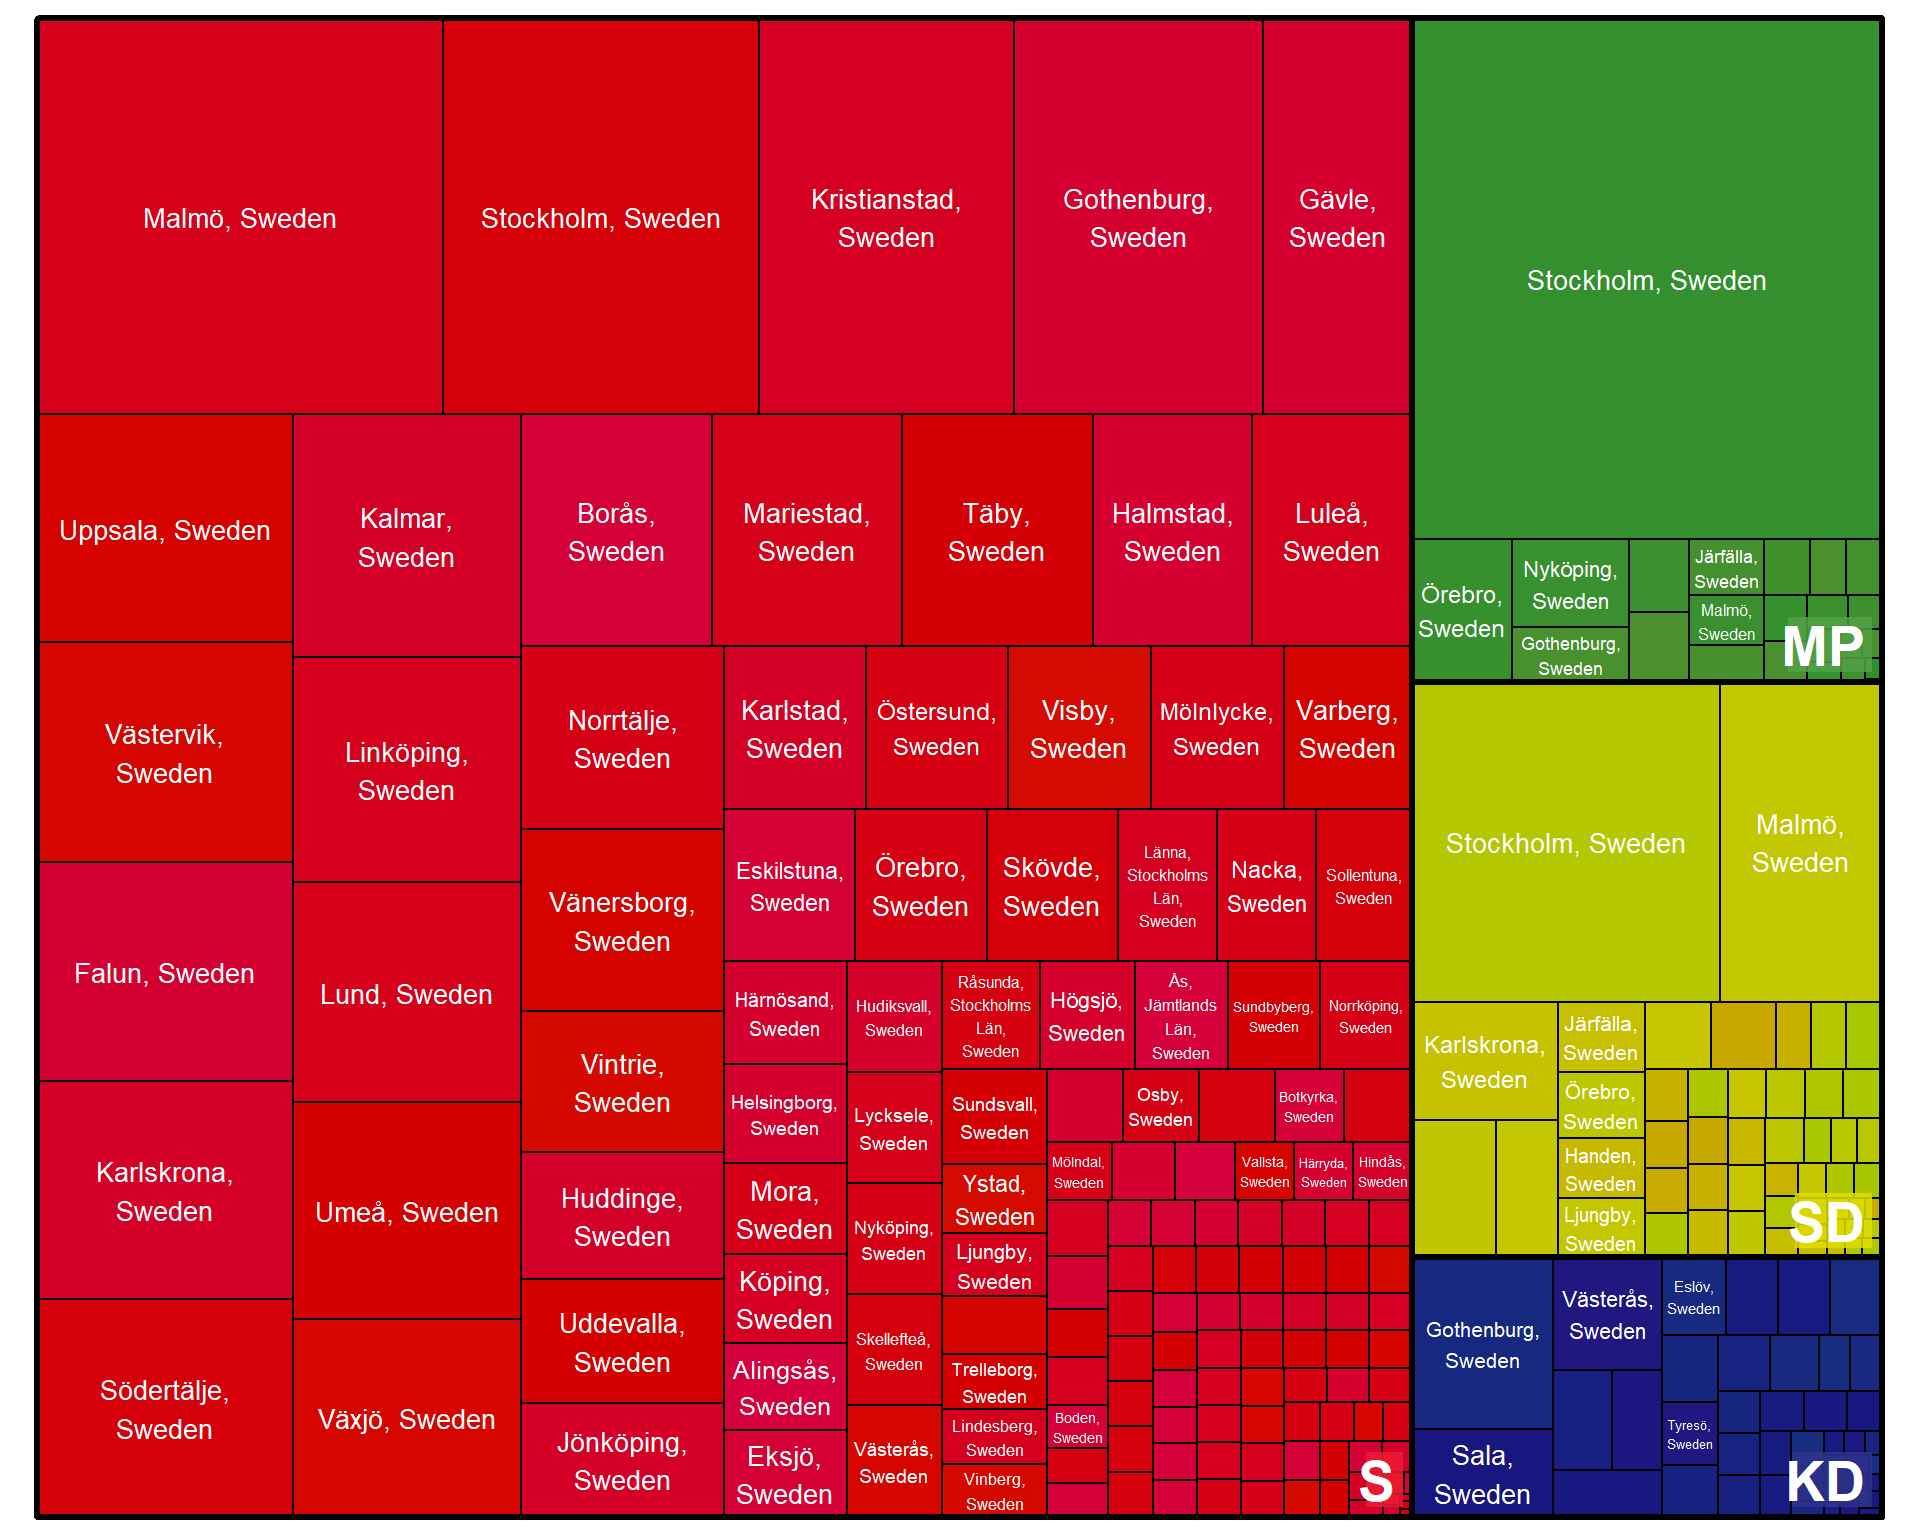 Malmö, Sweden
Stockholm, Sweden
Kristianstad,
Sweden
Gothenburg,
Sweden
Gävle,
Sweden
Uppsala, Sweden
Kalmar,
Sweden
Borås,
Sweden
Mariestad,
Sweden
Täby,
Sweden
Halmstad,
Sweden
Luleå,
Sweden
Västervik,
Sweden
Linköping,
Sweden
Norrtälje,
Sweden
Karlstad,
Sweden
Östersund,
Sweden
Visby,
Sweden
Mölnlycke,
Sweden
Varberg,
Sweden
Vänersborg,
Sweden
Eskilstuna,
Sweden
Örebro,
Sweden
Skövde,
Sweden
Länna,
Stockholms
Län,
Sweden
Nacka,
Sweden
Sollentuna,
Sweden
Falun, Sweden
Lund, Sweden
Vintrie,
Sweden
Härnösand,
Sweden
Hudiksvall,
Sweden
Råsunda,
Stockholms
Län,
Sweden
Högsjö,
Sweden
Ås,
Jämtlands
Län,
Sweden
Sundbyberg,
Sweden
Norrköping,
Sweden
Helsingborg,
Sweden
Lycksele,
Sweden
Sundsvall,
Sweden
Osby,
Sweden
Botkyrka,
Sweden
Karlskrona,
Sweden
Umeå, Sweden
Huddinge,
Sweden
Mora,
Sweden
Nyköping,
Sweden
Ystad,
Sweden
Mölndal,
Sweden
Vallsta,
Sweden
Härryda,
Sweden
Hindås,
Sweden
Ljungby,
Sweden
Södertälje,
Sweden
Växjö, Sweden
Uddevalla,
Sweden
Köping,
Sweden
Skellefteå,
Sweden
Trelleborg,
Sweden
Alingsås,
Sweden
Jönköping,
Sweden
Eksjö,
Sweden
Västerås,
Sweden
Lindesberg,
Sweden
Vinberg,
Sweden
Boden,
Sweden
S
Stockholm, Sweden
Örebro,
Sweden
Nyköping,
Sweden
Gothenburg,
Sweden
Järfälla,
Sweden
Malmö,
Sweden
MP
Stockholm, Sweden
Malmö,
Sweden
Karlskrona,
Sweden
Järfälla,
Sweden
Örebro,
Sweden
Handen,
Sweden
Ljungby,
Sweden
SD
Gothenburg,
Sweden
Västerås,
Sweden
Eslöv,
Sweden
Sala,
Sweden
Tyresö,
Sweden
KD